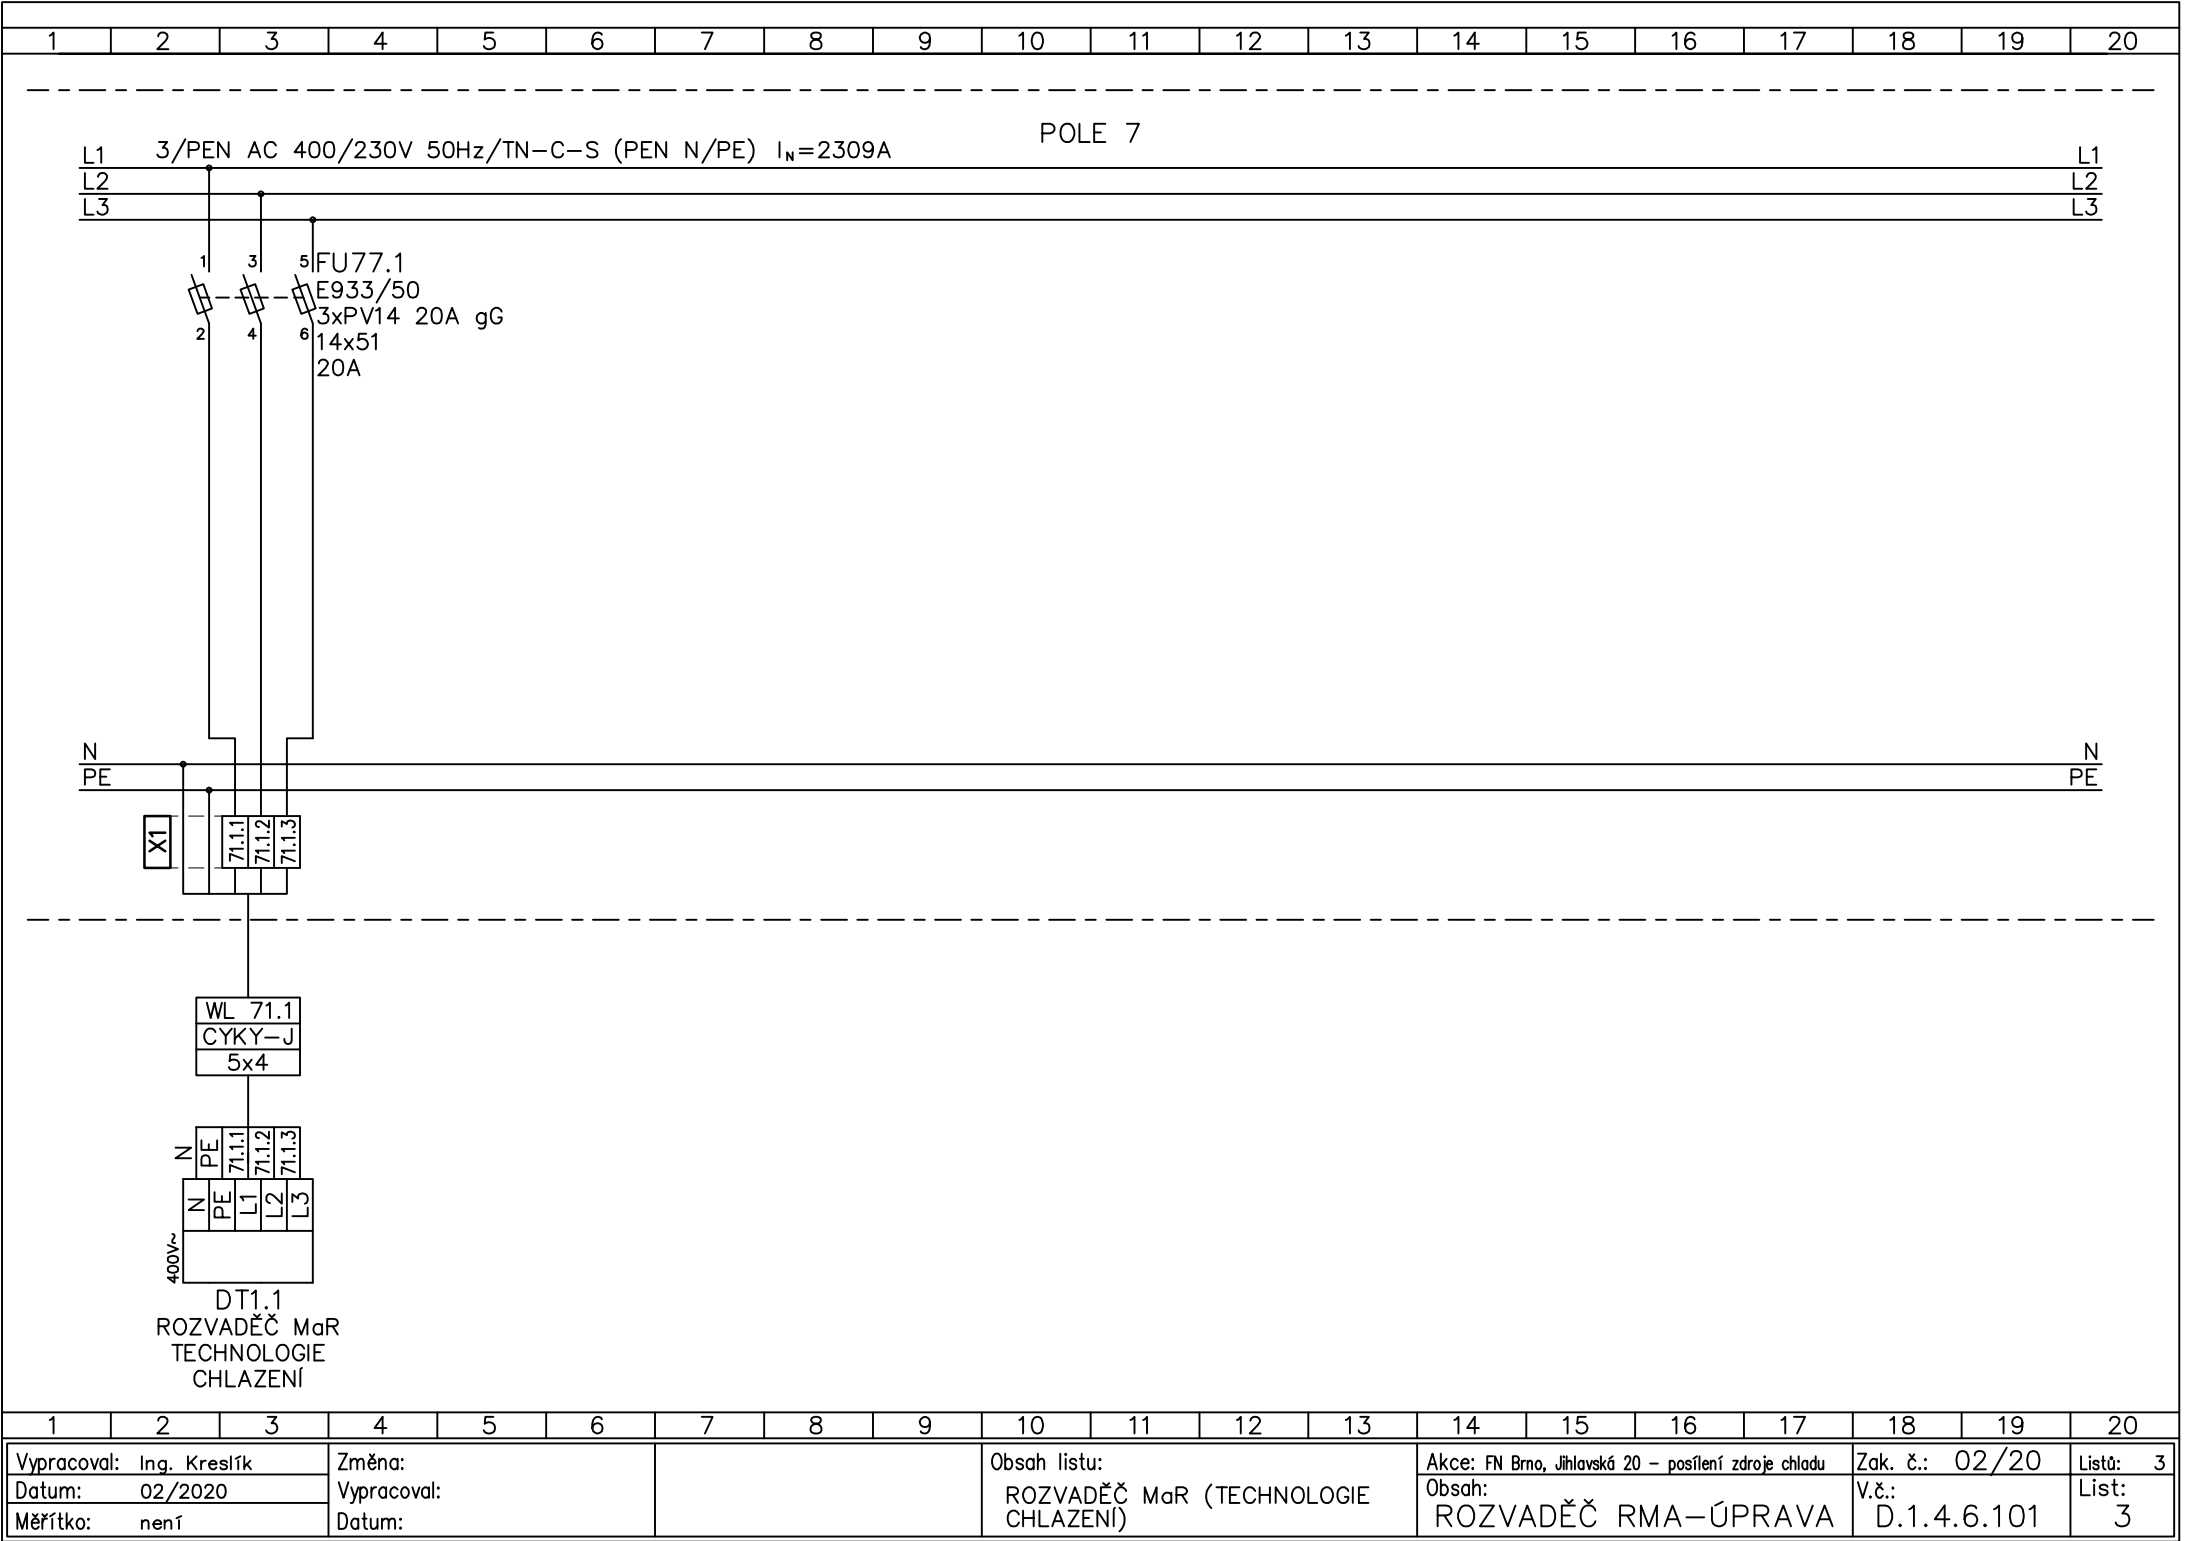 1 2 3 4 5 6 7 8 9 10 11 12 13 14 15 16 17 18 19 20
POLE 7
3/PEN AC 400/230V 50Hz/TN-C-S (PEN N/PE) IN=2309A
L1 L1
L2 L2
L3 L3
1 3 5 FU77.1
E933/50
3xPV14 20A gG
2 4 6 14x51
20A
N N
PE PE
X1 71.1.1 71.1.2 71.1.3
WL 71.1
CYKY-J
5x4
N PE 71.1.1 71.1.2 71.1.3
N PE L1 L2 L3
400V~
DT1.1
ROZVADĚČ MaR
TECHNOLOGIE
CHLAZENÍ
1 2 3 4 5 6 7 8 9 10 11 12 13 14 15 16 17 18 19 20
Vypracoval: Ing. Kreslík
Datum: 02/2020
Měřítko: není
Změna:
Vypracoval:
Datum:
Obsah listu:
ROZVADĚČ MaR (TECHNOLOGIE
CHLAZENÍ)
Akce: FN Brno, Jihlavská 20 - posílení zdroje chladu
Obsah:
ROZVADĚČ RMA-ÚPRAVA
Zak. č.: 02/20
V.č.:
D.1.4.6.101
Listů: 3
List:
3